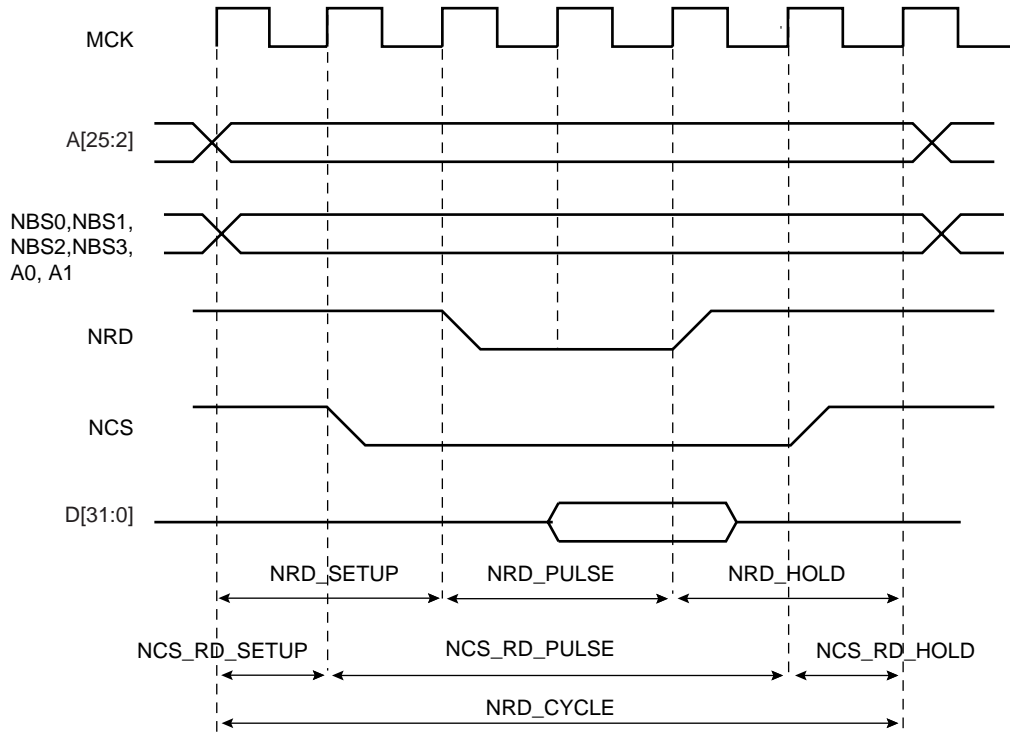 MCK
A[25:2]
NBS0,NBS1,
NBS2,NBS3,
A0, A1
NRD
NCS
D[31:0]
NRD_SETUP NRD_PULSE NRD_HOLD
NCS_RD_SETUP NCS_RD_PULSE NCS_RD_HOLD
NRD_CYCLE